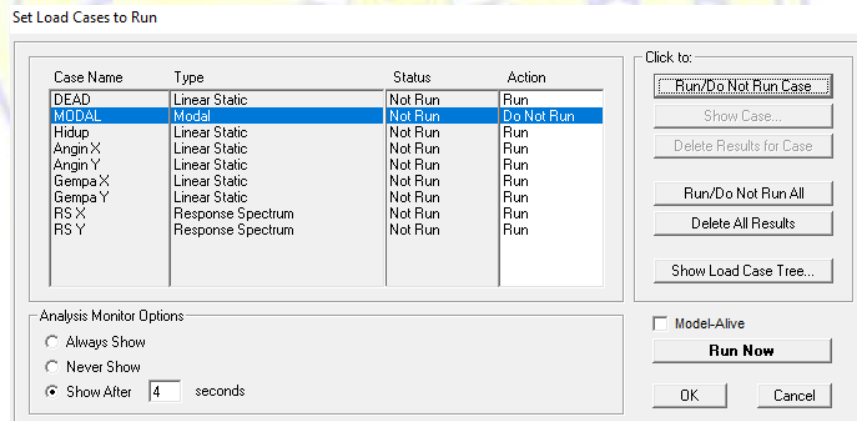 Set Load Cases to Run
Click to:
Case Name Type Status Action
DEAD Linear Static Not Run Run
MODAL Modal Not Run Do Not Run
Hidup Linear Static Not Run Run
Angin X Linear Static Not Run Run
Angin Y Linear Static Not Run Run
Gempa X Linear Static Not Run Run
Gempa Y Linear Static Not Run Run
RS X Response Spectrum Not Run Run
RS Y Response Spectrum Not Run Run
Run/Do Not Run Case
Show Case...
Delete Results for Case
Run/Do Not Run All
Delete All Results
Show Load Case Tree...
Analysis Monitor Options
Always Show
Never Show
Show After 4 seconds
Model-Alive
Run Now
OK Cancel